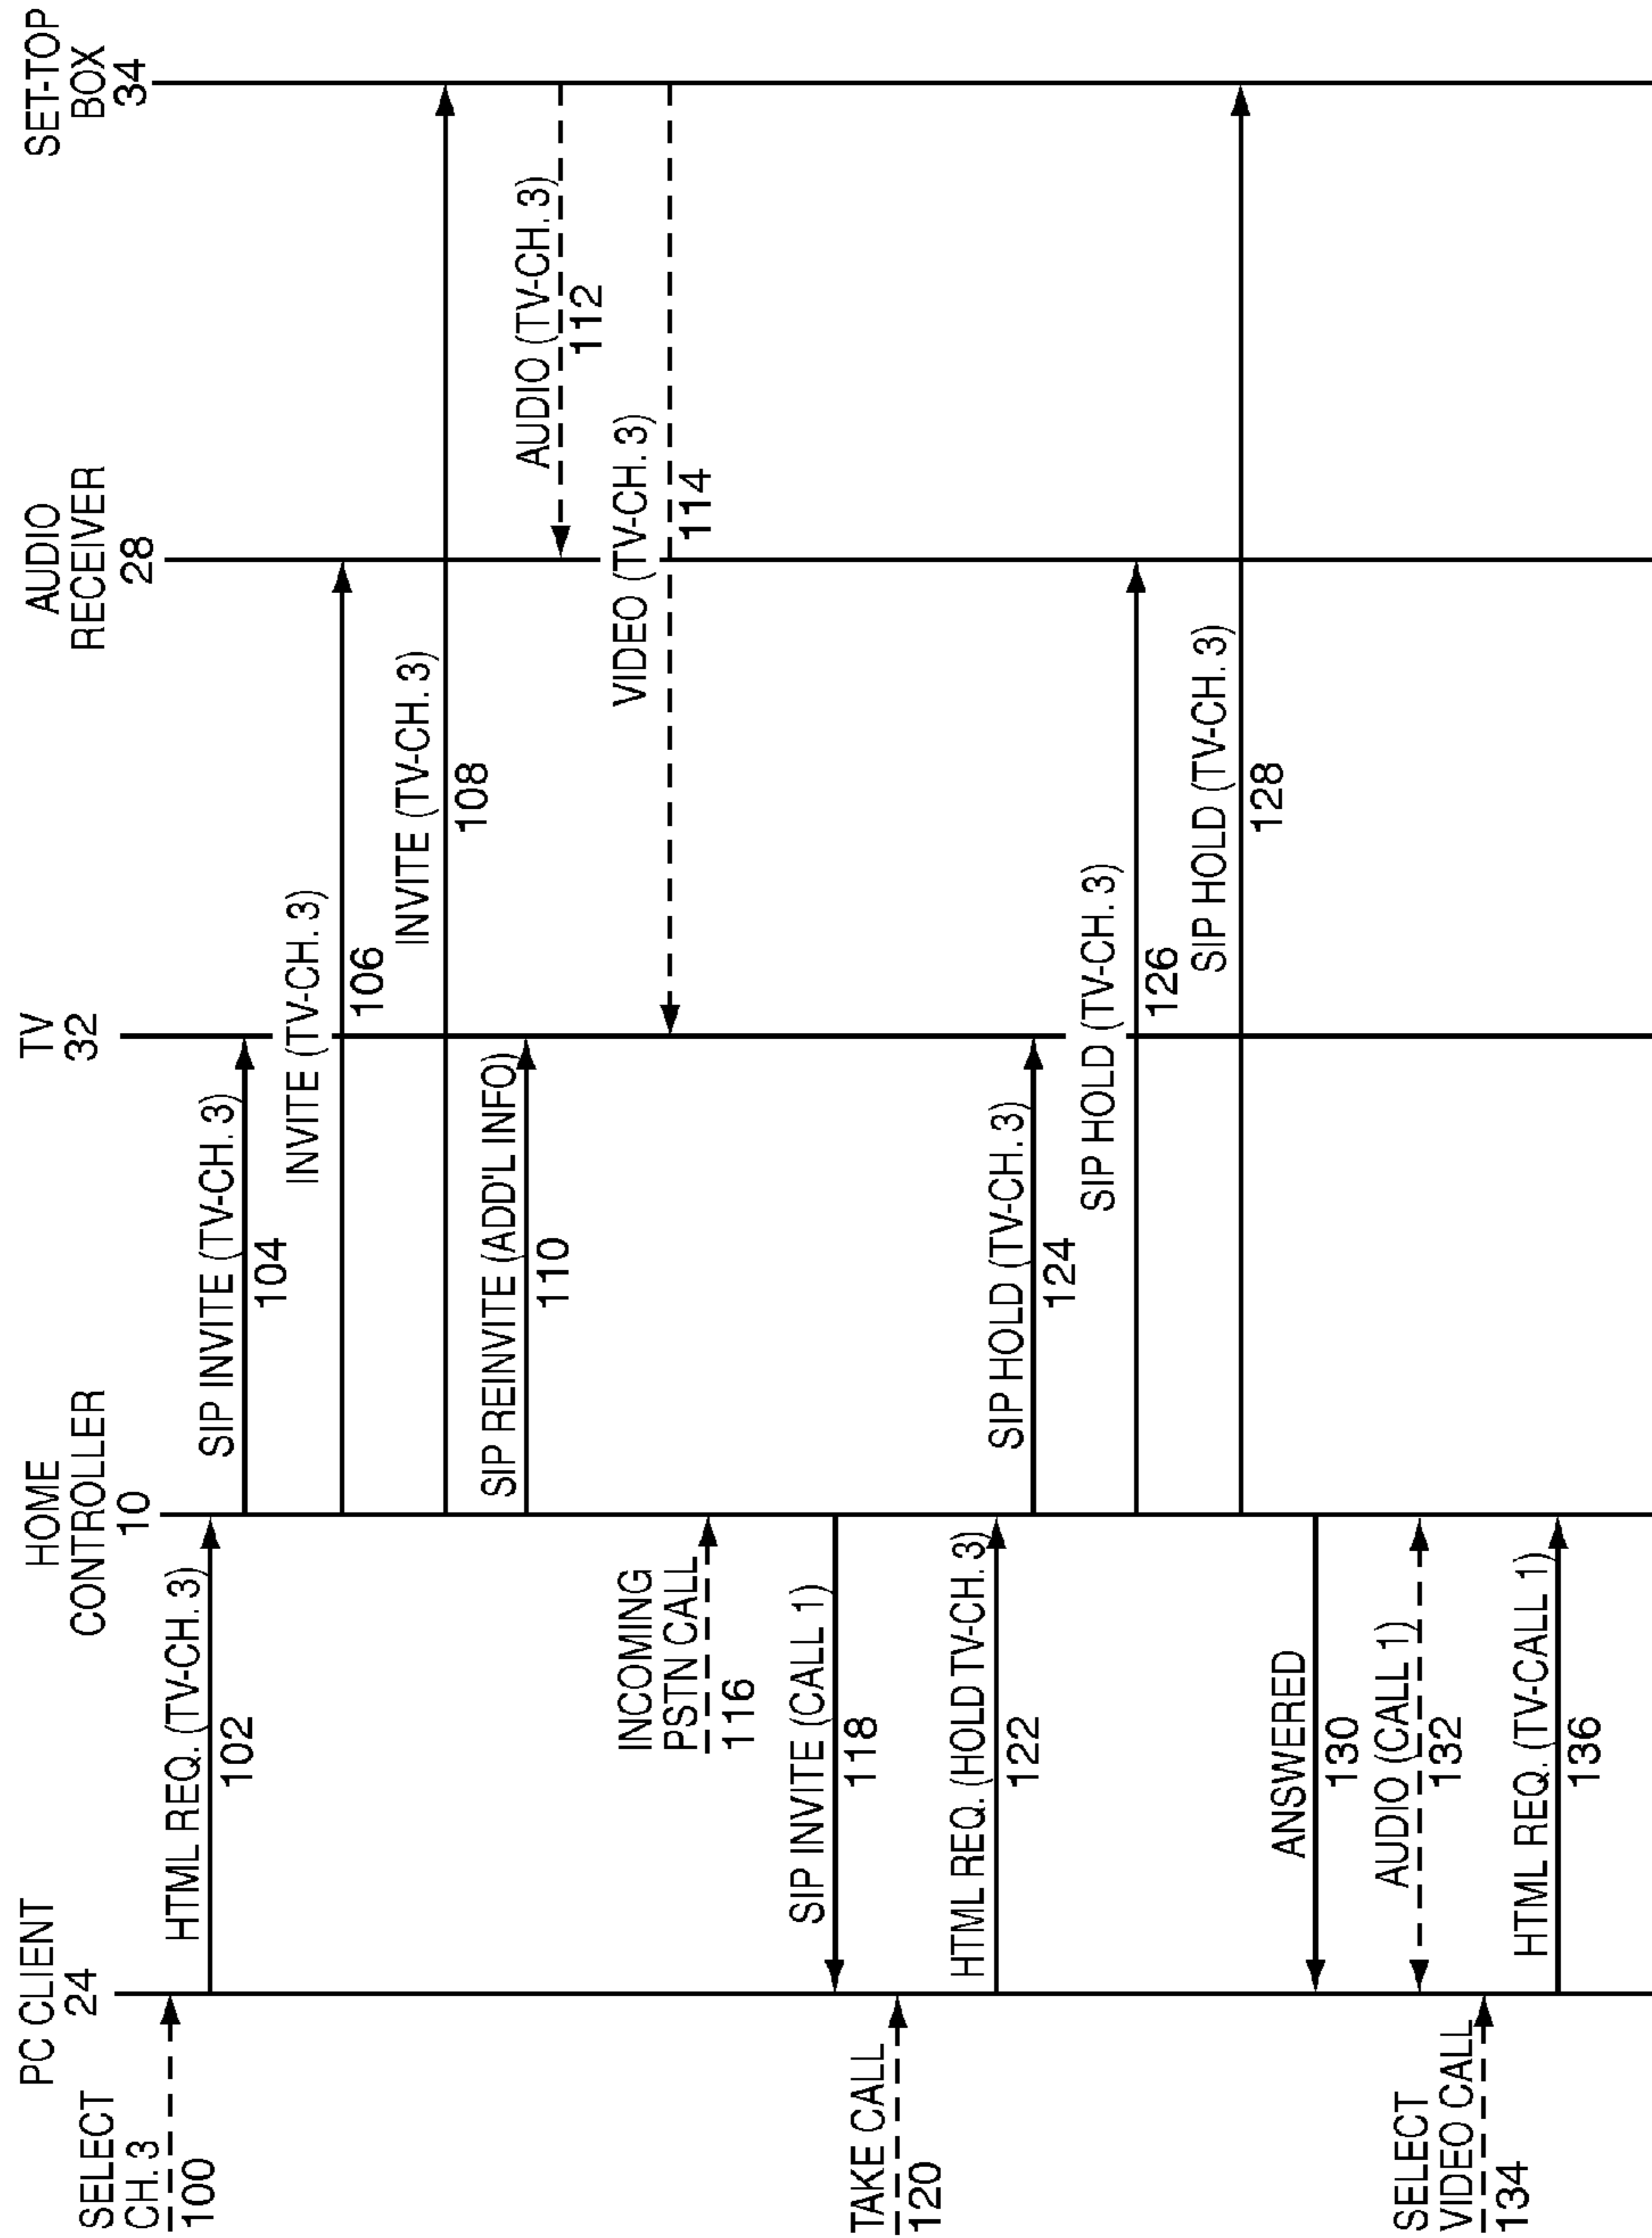 PC CLIENT
24
HOME
CONTROLLER
10
TV
32
AUDIO
RECEIVER
28
SET-TOP
BOX
34
SELECT
CH. 3
100
HTML REQ. (TV-CH. 3)
102
SIP INVITE (TV-CH. 3)
104
INVITE (TV-CH. 3)
106
INVITE (TV-CH. 3)
108
SIP REINVITE (ADD'L INFO)
110
AUDIO (TV-CH. 3)
112
VIDEO (TV-CH. 3)
114
INCOMING
PSTN CALL
116
SIP INVITE (CALL 1)
118
TAKE CALL
120
HTML REQ. (HOLD TV-CH. 3)
122
SIP HOLD (TV-CH. 3)
124
SIP HOLD (TV-CH. 3)
126
SIP HOLD (TV-CH. 3)
128
ANSWERED
130
AUDIO (CALL 1)
132
SELECT
VIDEO CALL
134
HTML REQ. (TV-CALL 1)
136